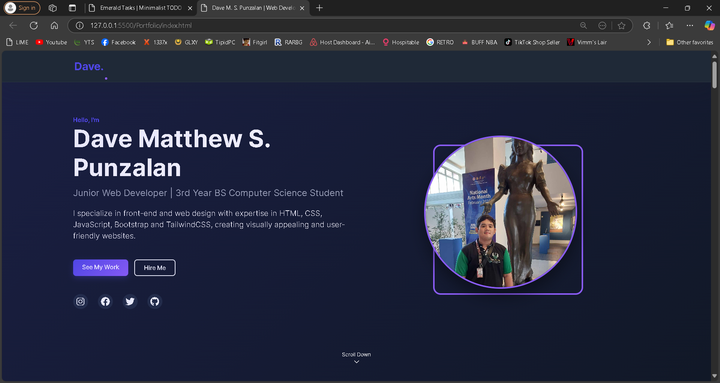 Sign in
Emerald Tasks | Minimalist TODO
Dave M. S. Punzalan | Web Devel
127.0.0.1:5500/Portfolio/index.html
LIME
Youtube
YTS
Facebook
1337x
GLXY
TipidPC
Fitgirl
RARBG
Host Dashboard - Ai...
Hospitable
RETRO
BUFF NBA
TikTok Shop Seller
Vimm's Lair
Other favorites
Dave.
Hello, I'm
Dave Matthew S.
Punzalan
Junior Web Developer | 3rd Year BS Computer Science Student
I specialize in front-end and web design with expertise in HTML, CSS,
JavaScript, Bootstrap and TailwindCSS, creating visually appealing and user-
friendly websites.
See My Work
Hire Me
National
Arts Month
Scroll Down